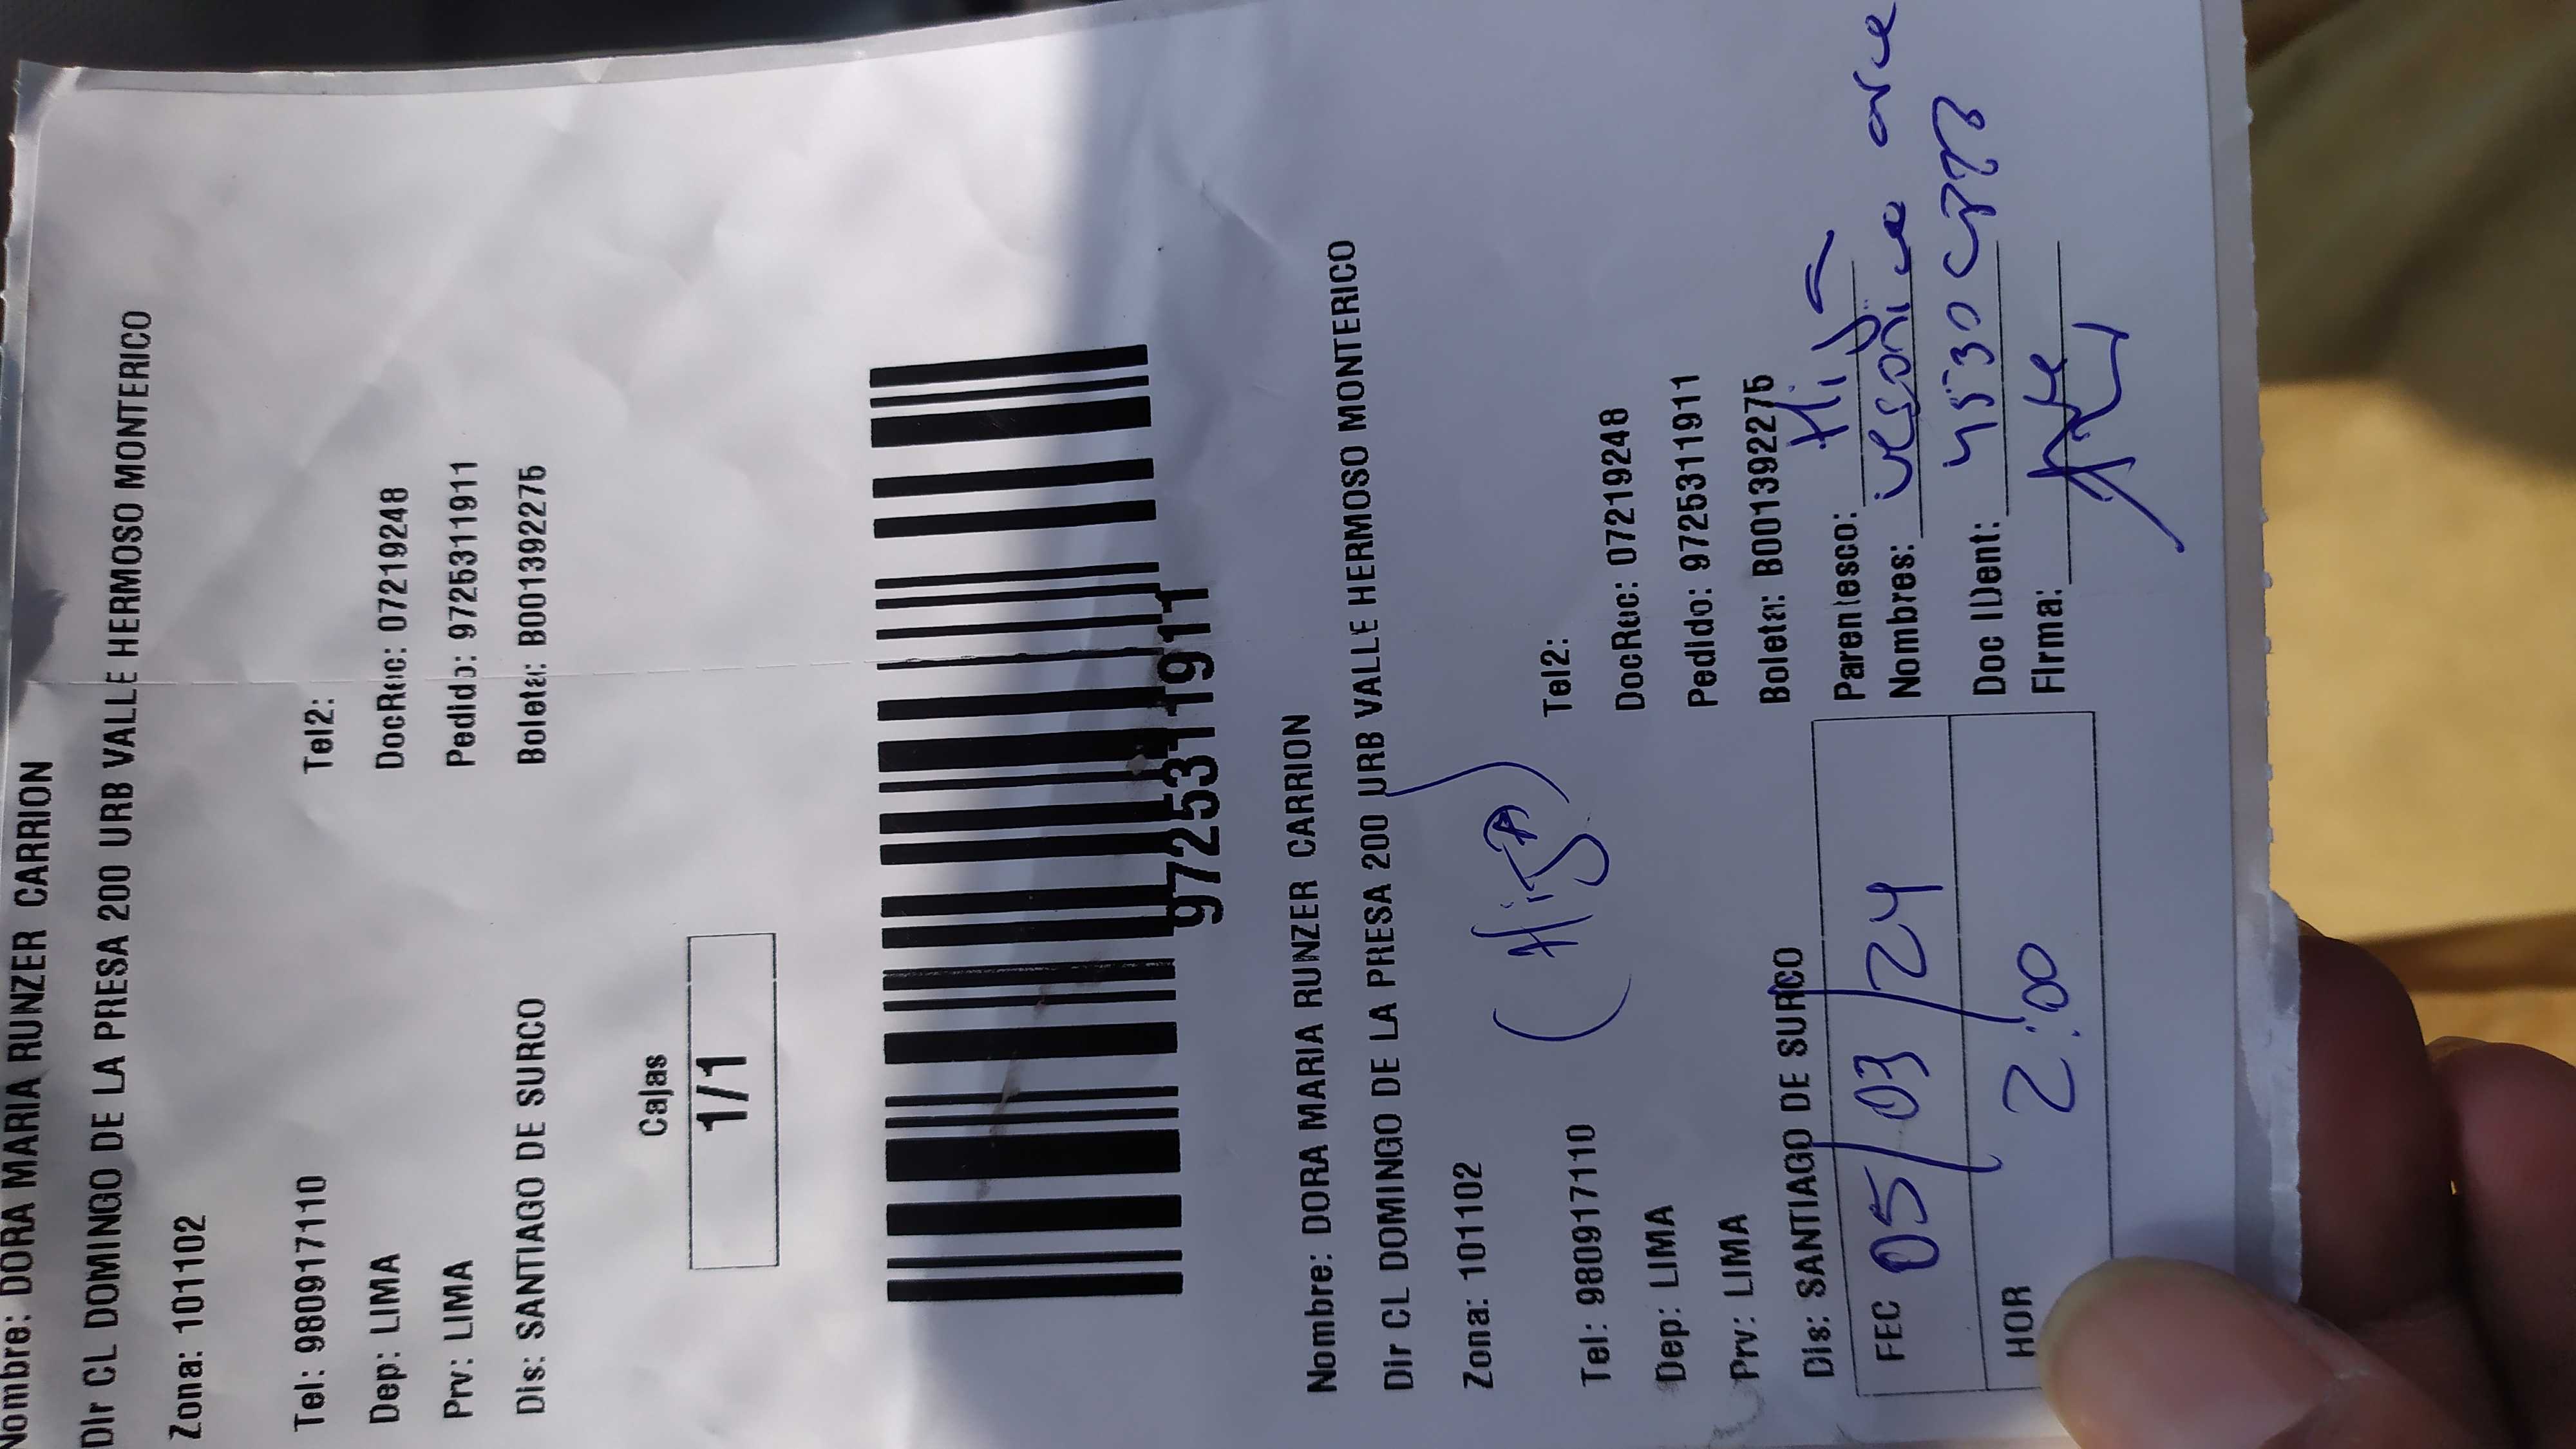 Nombre: DORA MARIA RUNZER CARRION
Dir CL DOMINGO DE LA PRESA 200 URB VALLE HERMOSO MONTERICO
Zona: 101102
Tel: 980917110 Tel2:
Dep: LIMA DocRec: 07219248
Prv: LIMA Pedido: 9725311911
Dis: SANTIAGO DE SURCO Boleta: B001392275
Cajas
1/1
9725311911
Nombre: DORA MARIA RUNZER CARRION
Dir CL DOMINGO DE LA PRESA 200 URB VALLE HERMOSO MONTERICO
Zona: 101102
(Hija)
Tel: 980917110 Tel2:
Dep: LIMA DocRec: 07219248
Prv: LIMA Pedido: 9725311911
Dis: SANTIAGO DE SURCO Boleta: B001392275
FEC 05/03/24 Parentesco: Hija
Nombres: Arce
HOR 2:00 Doc IDent:
Firma: